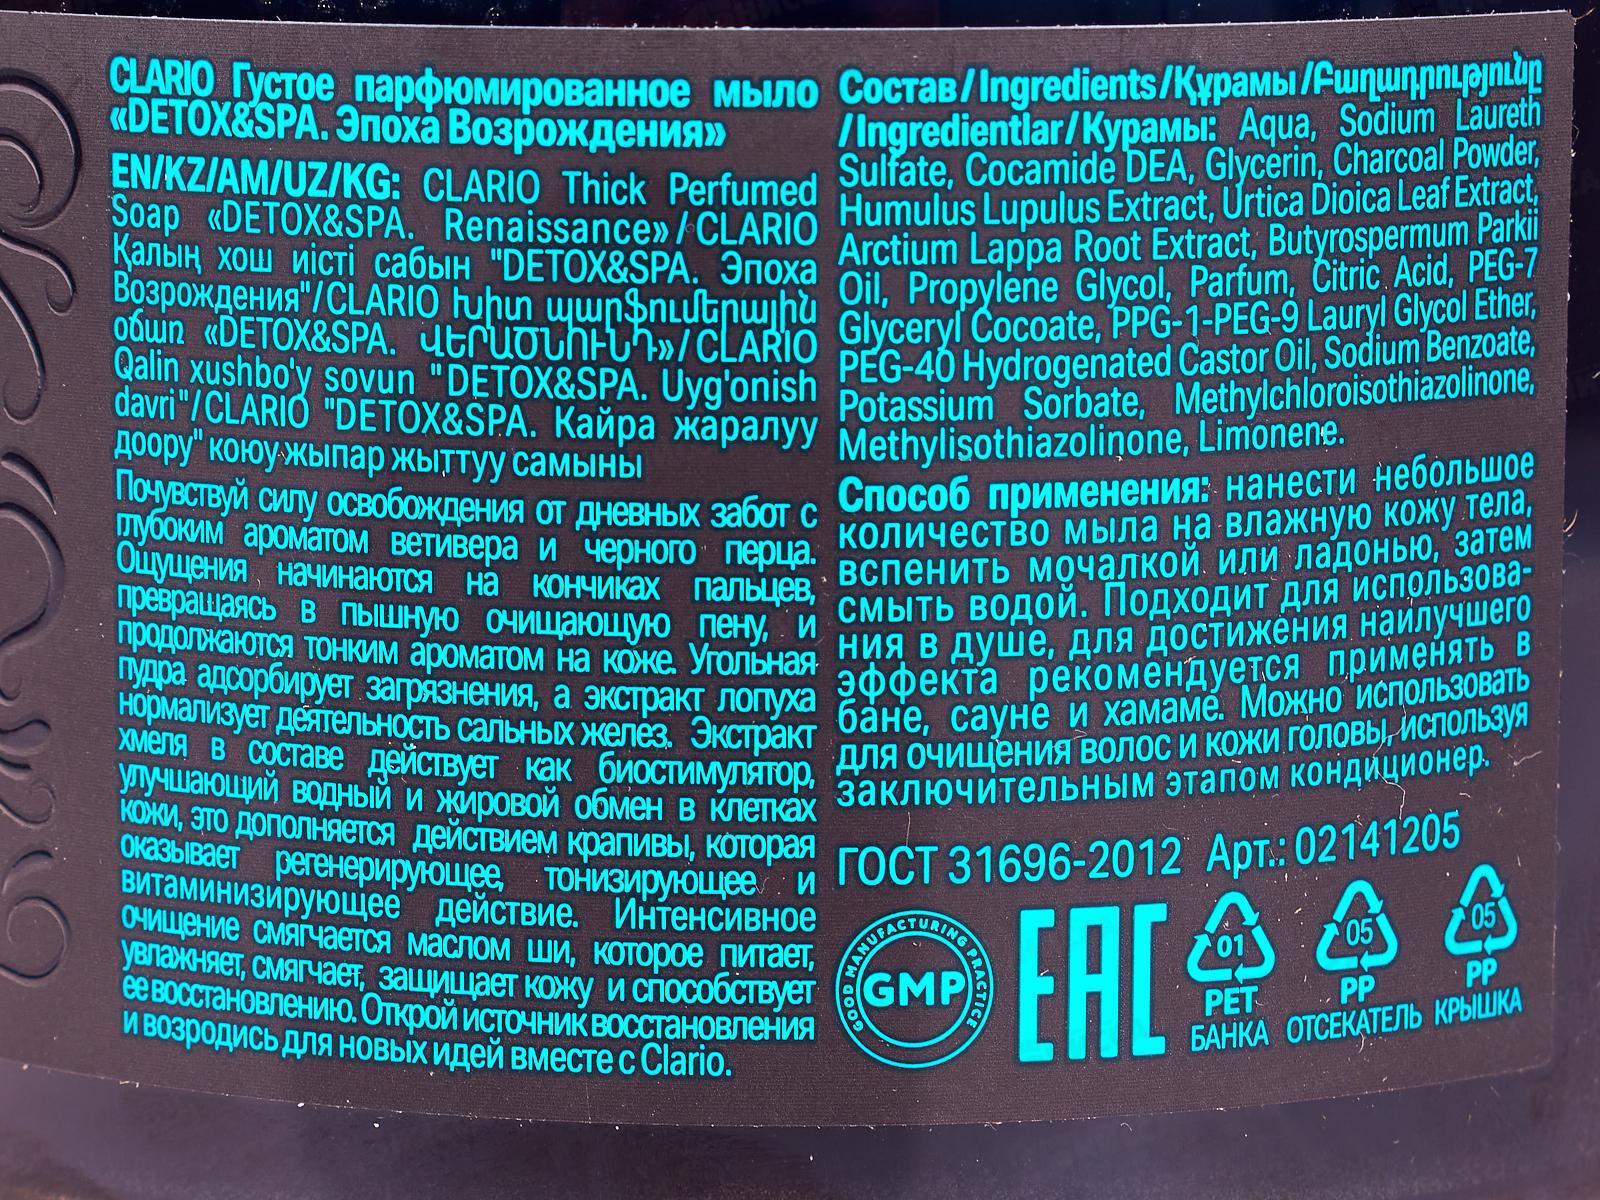 CLARIO Густое парфюмированное мыло
«DETOX&SPA. Эпоха Возрождения»
EN/KZ/AM/UZ/KG: CLARIO Thick Perfumed
Soap «DETOX&SPA. Renaissance»/CLARIO
Қалың хош иісті сабын "DETOX&SPA. Эпоха
Возрождения"/CLARIO Խիտ պարֆումերային
օճառ «DETOX&SPA. ՎԵՐԱԾՆՈՒՆԴ»/CLARIO
Qalin xushbo'y sovun "DETOX&SPA. Uyg'onish
davri"/CLARIO "DETOX&SPA. Кайра жаралуу
доору" коюу жыпар жыттуу самыны
Почувствуй силу освобождения от дневных забот с
глубоким ароматом ветивера и черного перца.
Ощущения начинаются на кончиках пальцев,
превращаясь в пышную очищающую пену, и
продолжаются тонким ароматом на коже. Угольная
пудра адсорбирует загрязнения, а экстракт лопуха
нормализует деятельность сальных желез. Экстракт
хмеля в составе действует как биостимулятор,
улучшающий водный и жировой обмен в клетках
кожи, это дополняется действием крапивы, которая
оказывает регенерирующее, тонизирующее и
витаминизирующее действие. Интенсивное
очищение смягчается маслом ши, которое питает,
увлажняет, смягчает, защищает кожу и способствует
ее восстановлению. Открой источник восстановления
и возродись для новых идей вместе с Clario.
Состав/Ingredients/Құрамы/Բաղադրությունը
/Ingredientlar/Курамы: Aqua, Sodium Laureth
Sulfate, Cocamide DEA, Glycerin, Charcoal Powder,
Humulus Lupulus Extract, Urtica Dioica Leaf Extract,
Arctium Lappa Root Extract, Butyrospermum Parkii
Oil, Propylene Glycol, Parfum, Citric Acid, PEG-7
Glyceryl Cocoate, PPG-1-PEG-9 Lauryl Glycol Ether,
PEG-40 Hydrogenated Castor Oil, Sodium Benzoate,
Potassium Sorbate, Methylchloroisothiazolinone,
Methylisothiazolinone, Limonene.
Способ применения: нанести небольшое
количество мыла на влажную кожу тела,
вспенить мочалкой или ладонью, затем
смыть водой. Подходит для использова-
ния в душе, для достижения наилучшего
эффекта рекомендуется применять в
бане, сауне и хамаме. Можно использовать
для очищения волос и кожи головы, используя
заключительным этапом кондиционер.
ГОСТ 31696-2012 Арт.: 02141205
GOOD MANUFACTURING PRACTICE
GMP
EAC
01 05 05
PET PP PP
БАНКА ОТСЕКАТЕЛЬ КРЫШКА